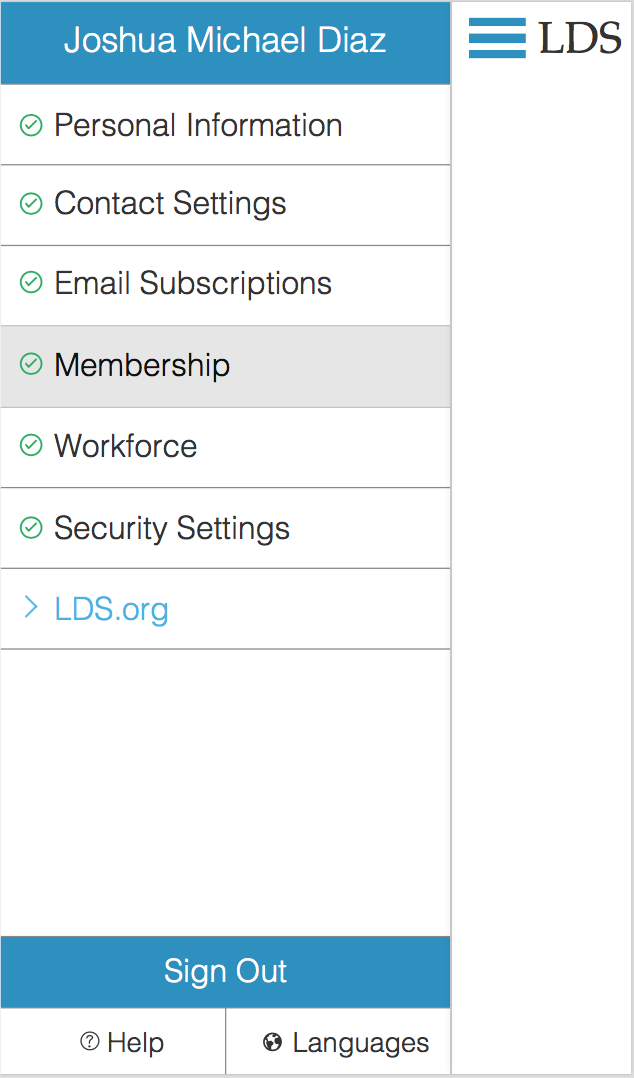 Joshua Michael Diaz
LDS
Personal Information
Contact Settings
Email Subscriptions
Membership
Workforce
Security Settings
LDS.org
Sign Out
Help
Languages